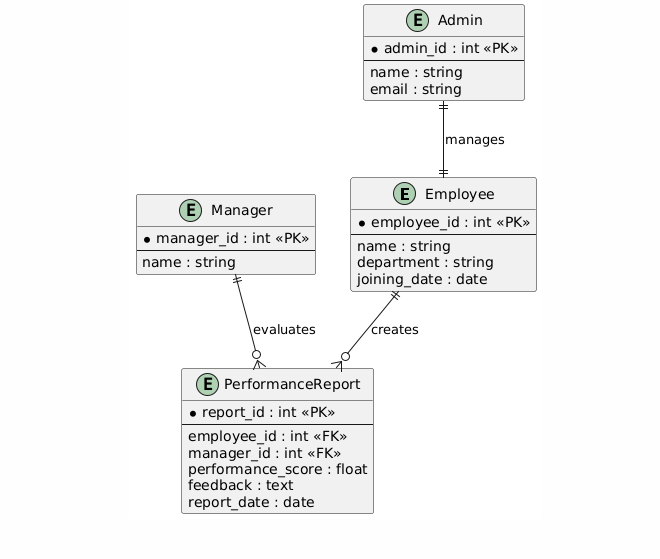 E Admin
* admin_id : int «PK»
name : string
email : string
manages
E Manager
* manager_id : int «PK»
name : string
E Employee
* employee_id : int «PK»
name : string
department : string
joining_date : date
evaluates
creates
E PerformanceReport
* report_id : int «PK»
employee_id : int «FK»
manager_id : int «FK»
performance_score : float
feedback : text
report_date : date